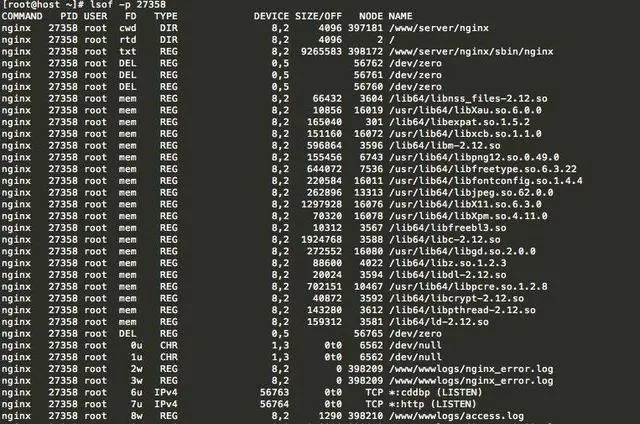 [root@host ~]# lsof -p 27358
COMMAND PID USER FD TYPE DEVICE SIZE/OFF NODE NAME
nginx 27358 root cwd DIR 8,2 4096 397181 /www/server/nginx
nginx 27358 root rtd DIR 8,2 4096 2 /
nginx 27358 root txt REG 8,2 9265583 398172 /www/server/nginx/sbin/nginx
nginx 27358 root DEL REG 0,5 56762 /dev/zero
nginx 27358 root DEL REG 0,5 56761 /dev/zero
nginx 27358 root DEL REG 0,5 56760 /dev/zero
nginx 27358 root mem REG 8,2 66432 3604 /lib64/libnss_files-2.12.so
nginx 27358 root mem REG 8,2 10856 16019 /usr/lib64/libXau.so.6.0.0
nginx 27358 root mem REG 8,2 165040 301 /lib64/libexpat.so.1.5.2
nginx 27358 root mem REG 8,2 151160 16072 /usr/lib64/libxcb.so.1.1.0
nginx 27358 root mem REG 8,2 596864 3596 /lib64/libm-2.12.so
nginx 27358 root mem REG 8,2 155456 6743 /usr/lib64/libpng12.so.0.49.0
nginx 27358 root mem REG 8,2 644072 7536 /usr/lib64/libfreetype.so.6.3.22
nginx 27358 root mem REG 8,2 220584 16011 /usr/lib64/libfontconfig.so.1.4.4
nginx 27358 root mem REG 8,2 262896 13313 /usr/lib64/libjpeg.so.62.0.0
nginx 27358 root mem REG 8,2 1297928 16076 /usr/lib64/libX11.so.6.3.0
nginx 27358 root mem REG 8,2 70320 16078 /usr/lib64/libXpm.so.4.11.0
nginx 27358 root mem REG 8,2 10312 3567 /lib64/libfreebl3.so
nginx 27358 root mem REG 8,2 1924768 3588 /lib64/libc-2.12.so
nginx 27358 root mem REG 8,2 272552 16080 /usr/lib64/libgd.so.2.0.0
nginx 27358 root mem REG 8,2 88600 4022 /lib64/libz.so.1.2.3
nginx 27358 root mem REG 8,2 20024 3594 /lib64/libdl-2.12.so
nginx 27358 root mem REG 8,2 702151 10467 /usr/lib64/libpcre.so.1.2.8
nginx 27358 root mem REG 8,2 40872 3592 /lib64/libcrypt-2.12.so
nginx 27358 root mem REG 8,2 143280 3612 /lib64/libpthread-2.12.so
nginx 27358 root mem REG 8,2 159312 3581 /lib64/ld-2.12.so
nginx 27358 root DEL REG 0,5 56765 /dev/zero
nginx 27358 root 0u CHR 1,3 0t0 6562 /dev/null
nginx 27358 root 1u CHR 1,3 0t0 6562 /dev/null
nginx 27358 root 2w REG 8,2 0 398209 /www/wwwlogs/nginx_error.log
nginx 27358 root 3w REG 8,2 0 398209 /www/wwwlogs/nginx_error.log
nginx 27358 root 6u IPv4 56763 0t0 TCP *:cddbp (LISTEN)
nginx 27358 root 7u IPv4 56764 0t0 TCP *:http (LISTEN)
nginx 27358 root 8w REG 8,2 1290 398210 /www/wwwlogs/access.log